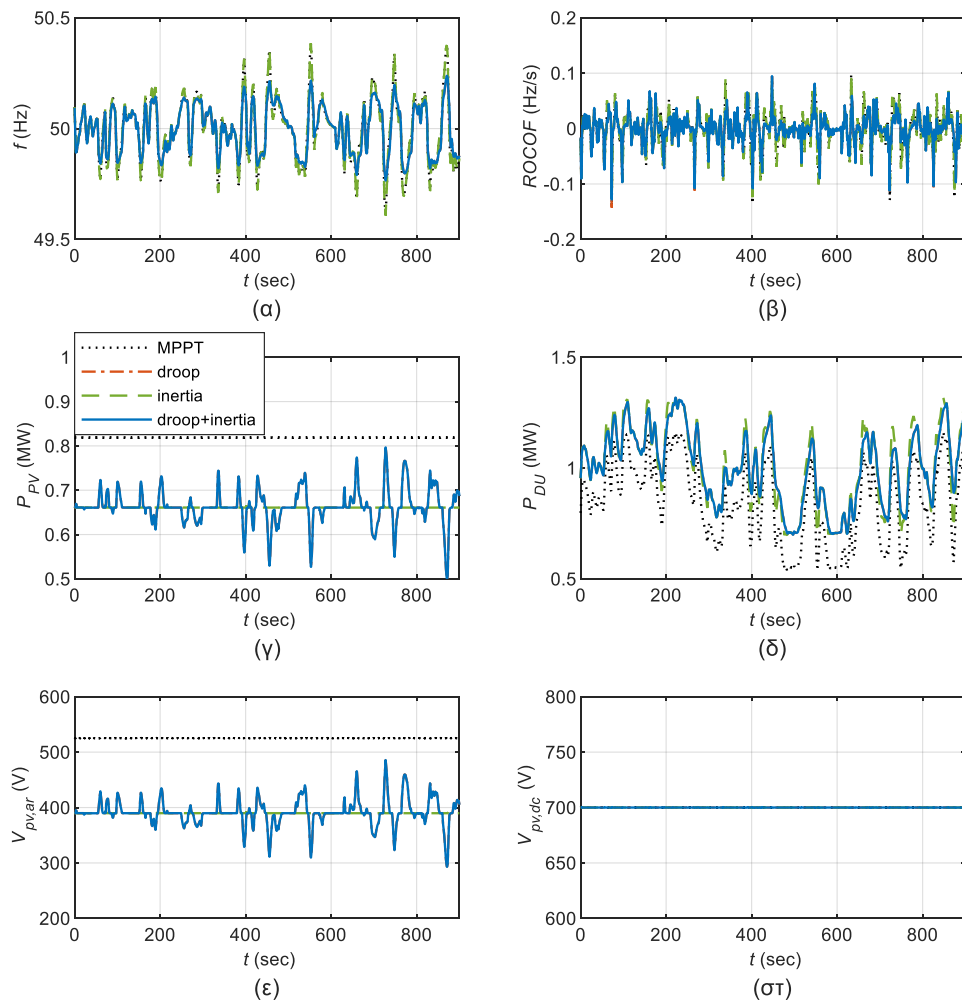 50.5
50
49.5
f (Hz)
0 200 400 600 800
t (sec)
(α)
0.2
0.1
0
-0.1
-0.2
ROCOF (Hz/s)
0 200 400 600 800
t (sec)
(β)
MPPT
droop
inertia
droop+inertia
1
0.9
0.8
0.7
0.6
0.5
P_PV (MW)
0 200 400 600 800
t (sec)
(γ)
1.5
1
0.5
P_DU (MW)
0 200 400 600 800
t (sec)
(δ)
600
500
400
300
200
V_pv,ar (V)
0 200 400 600 800
t (sec)
(ε)
800
750
700
650
600
V_pv,dc (V)
0 200 400 600 800
t (sec)
(στ)